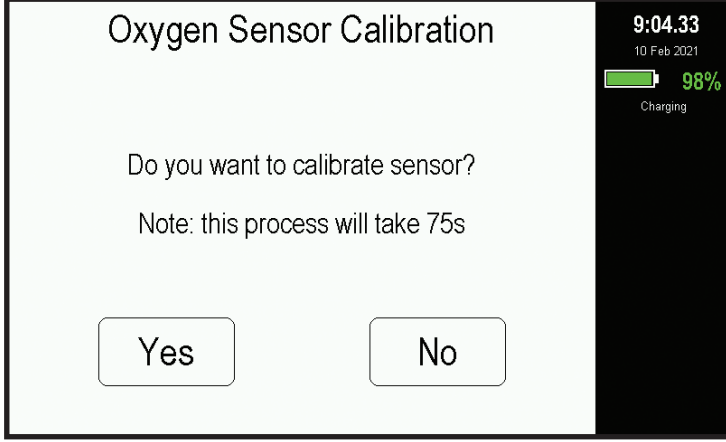 Oxygen Sensor Calibration
Do you want to calibrate sensor?
Note: this process will take 75s
Yes
No
9:04.33
10 Feb 2021
98%
Charging